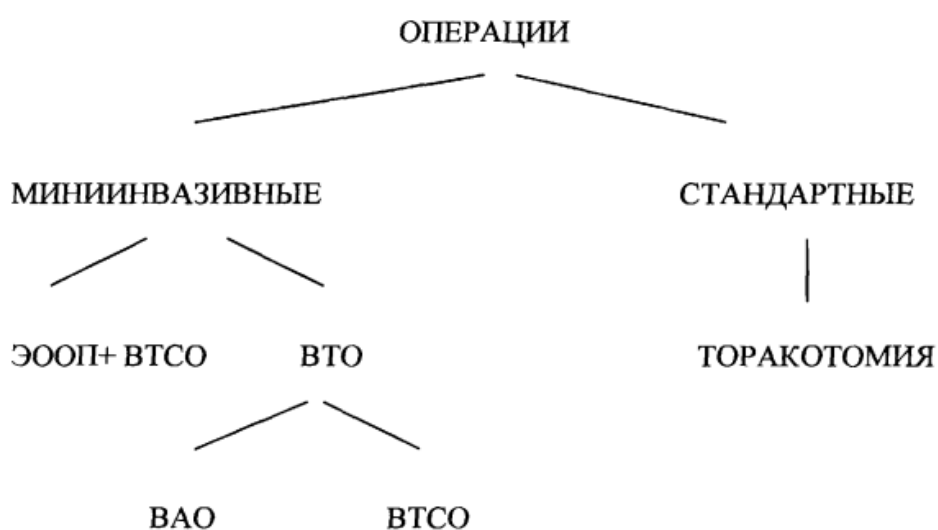 ОПЕРАЦИИ
МИНИИНВАЗИВНЫЕ СТАНДАРТНЫЕ
ЭООП+ ВТСО ВТО ТОРАКОТОМИЯ
ВАО ВТСО